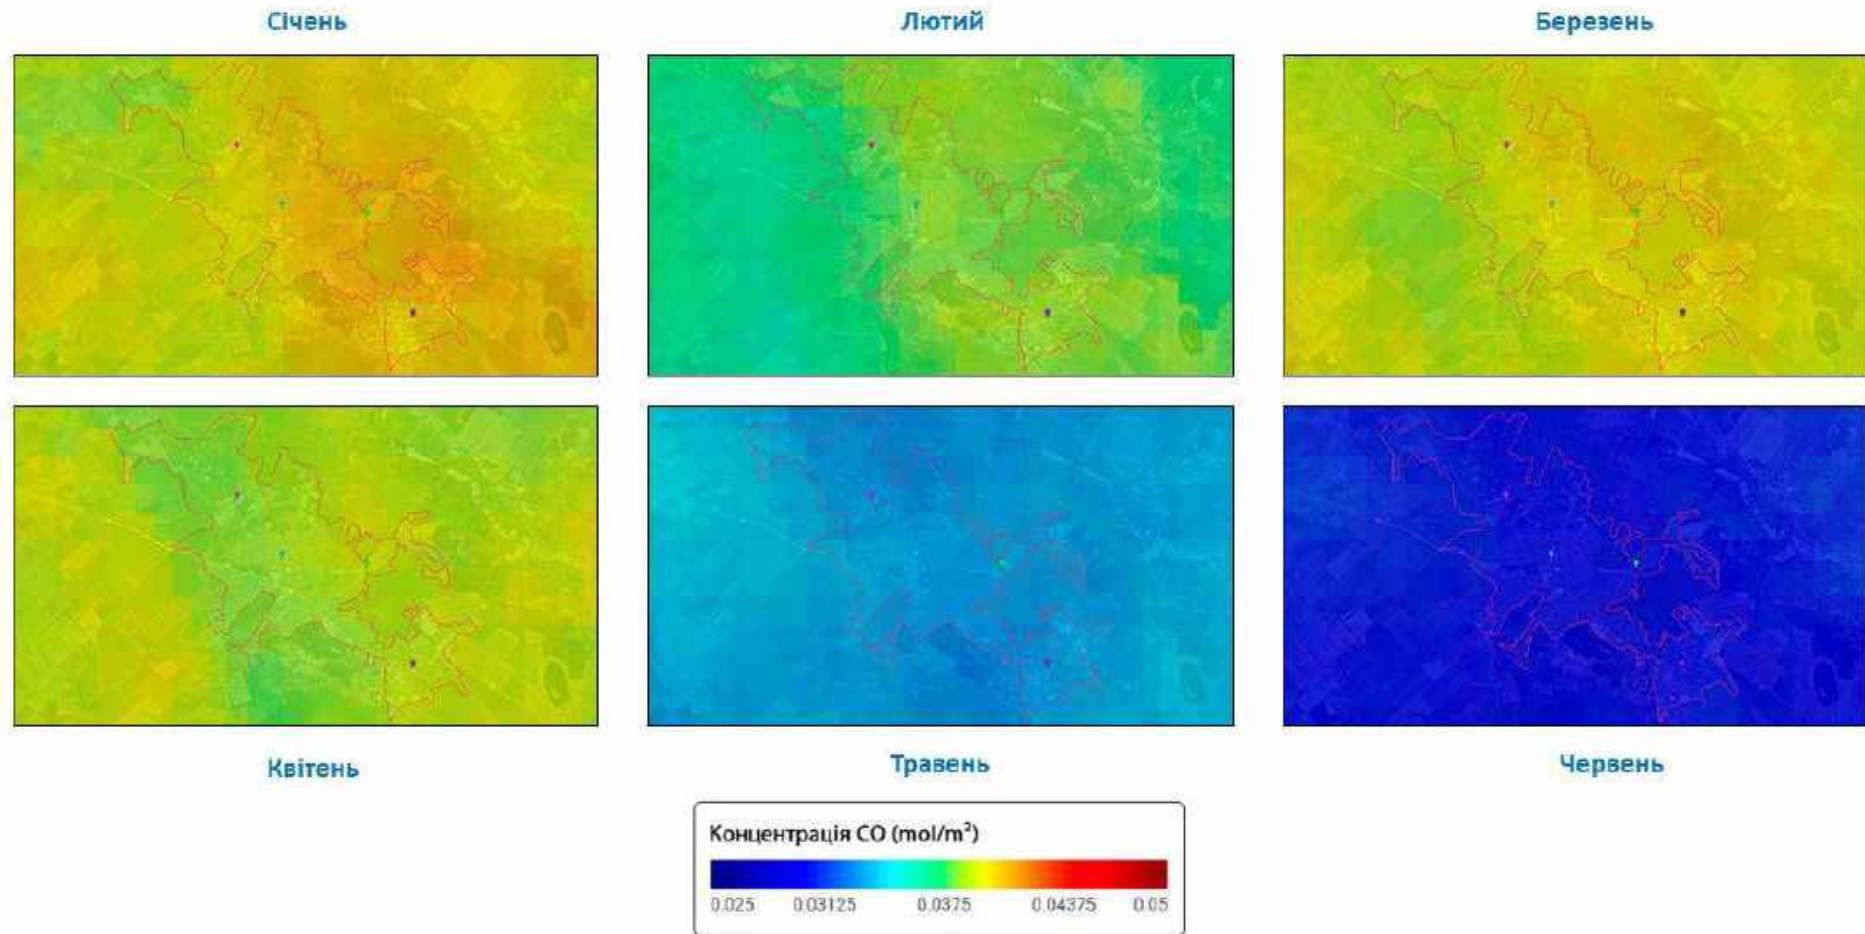 Січень
Лютий
Березень
Квітень
Травень
Червень
Концентрація CO (mol/m²)
0.025 0.03125 0.0375 0.04375 0.05